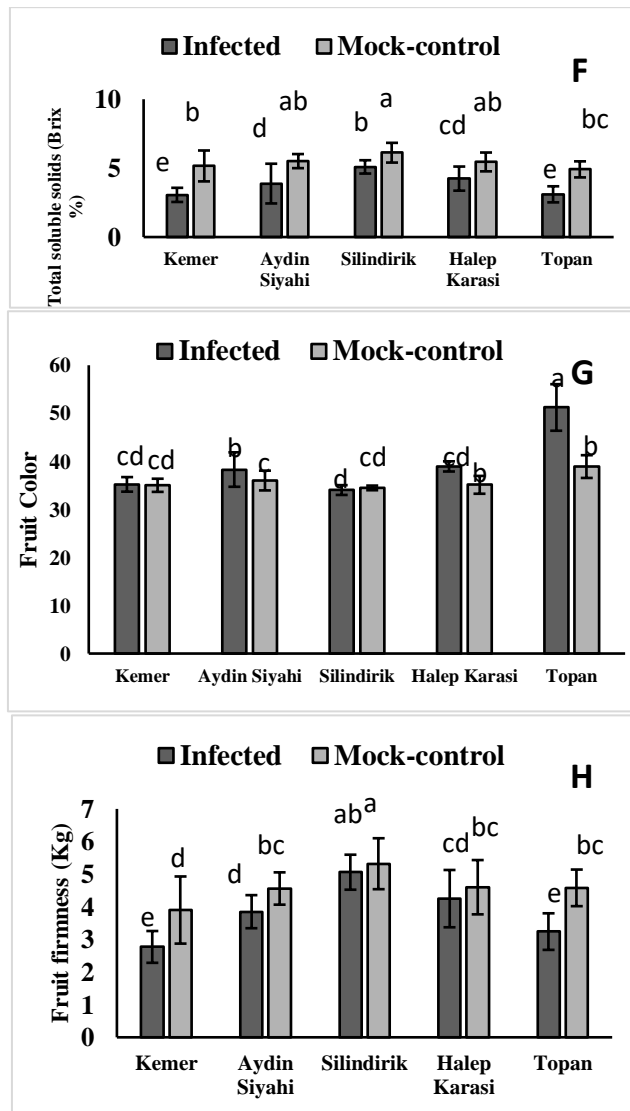 Infected Mock-control
F
Total soluble solids (Brix
%)
10
5
0
e b d ab b a cd ab e bc
Kemer Aydin Siyahi Silindirik Halep Karasi Topan
Infected Mock-control
G
Fruit Color
60
50
40
30
20
10
0
cd cd b c d cd cd b a b
Kemer Aydin Siyahi Silindirik Halep Karasi Topan
Infected Mock-control
H
Fruit firmness (Kg)
7
6
5
4
3
2
1
0
e d d bc ab a cd bc e bc
Kemer Aydin Siyahi Silindirik Halep Karasi Topan